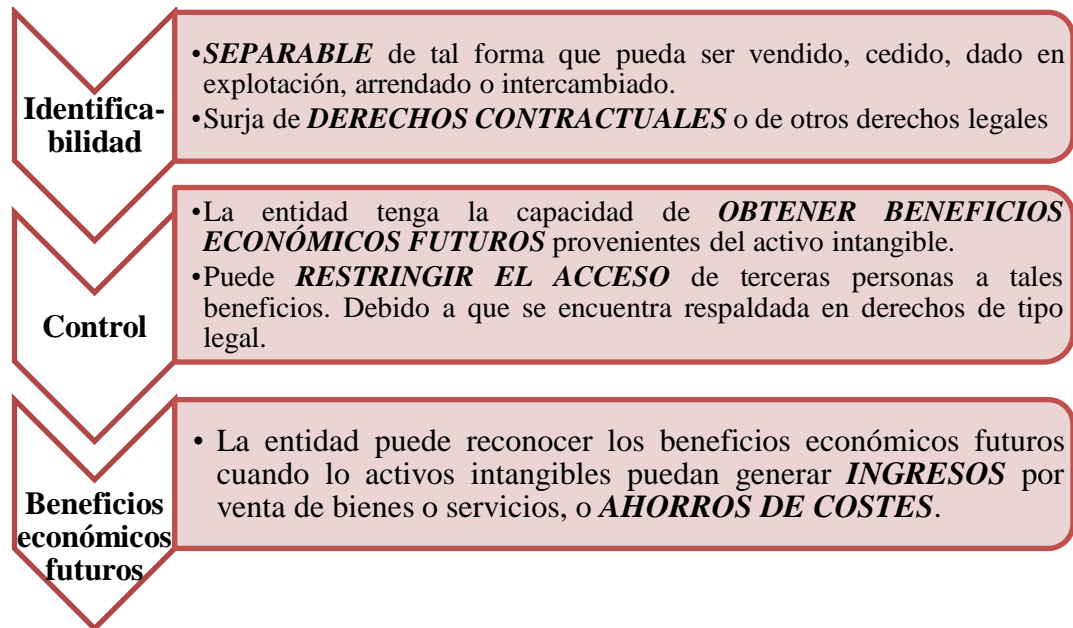 Identifica-
bilidad
•SEPARABLE de tal forma que pueda ser vendido, cedido, dado en
explotación, arrendado o intercambiado.
•Surja de DERECHOS CONTRACTUALES o de otros derechos legales
Control
•La entidad tenga la capacidad de OBTENER BENEFICIOS
ECONÓMICOS FUTUROS provenientes del activo intangible.
•Puede RESTRINGIR EL ACCESO de terceras personas a tales
beneficios. Debido a que se encuentra respaldada en derechos de tipo
legal.
Beneficios
económicos
futuros
• La entidad puede reconocer los beneficios económicos futuros
cuando lo activos intangibles puedan generar INGRESOS por
venta de bienes o servicios, o AHORROS DE COSTES.